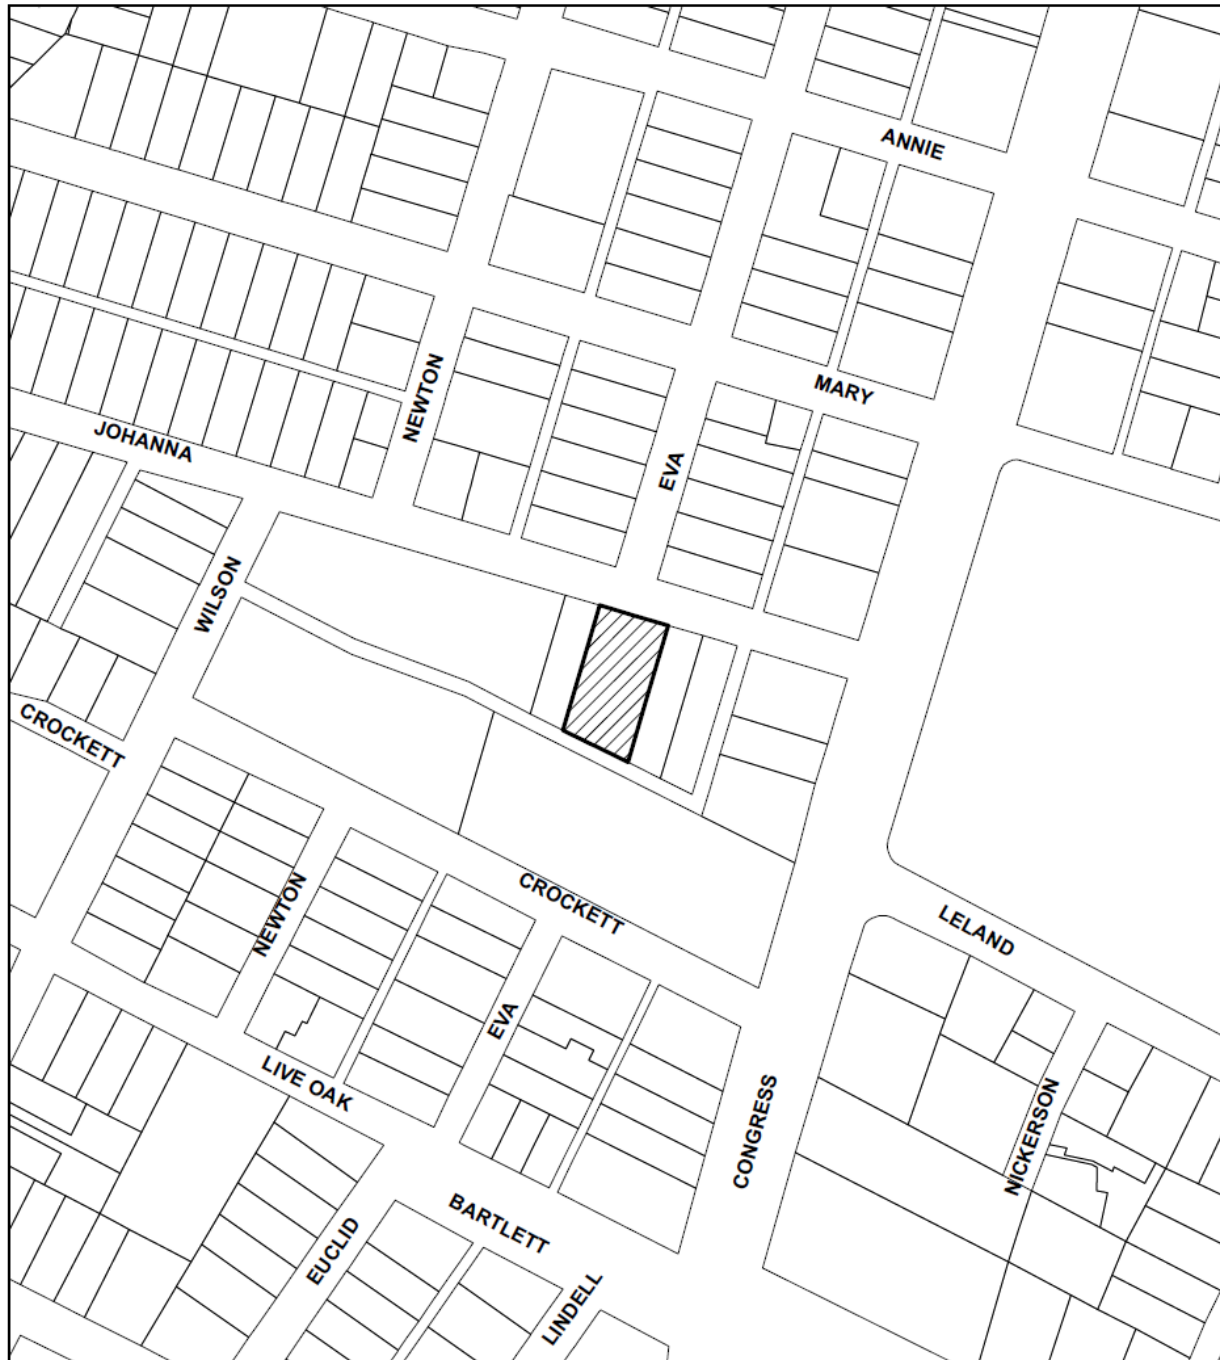 ANNIE
MARY
NEWTON
JOHANNA
EVA
WILSON
CROCKETT
CROCKETT
NEWTON
LELAND
EVA
LIVE OAK
CONGRESS
NICKERSON
BARTLETT
EUCLID
LINDELL